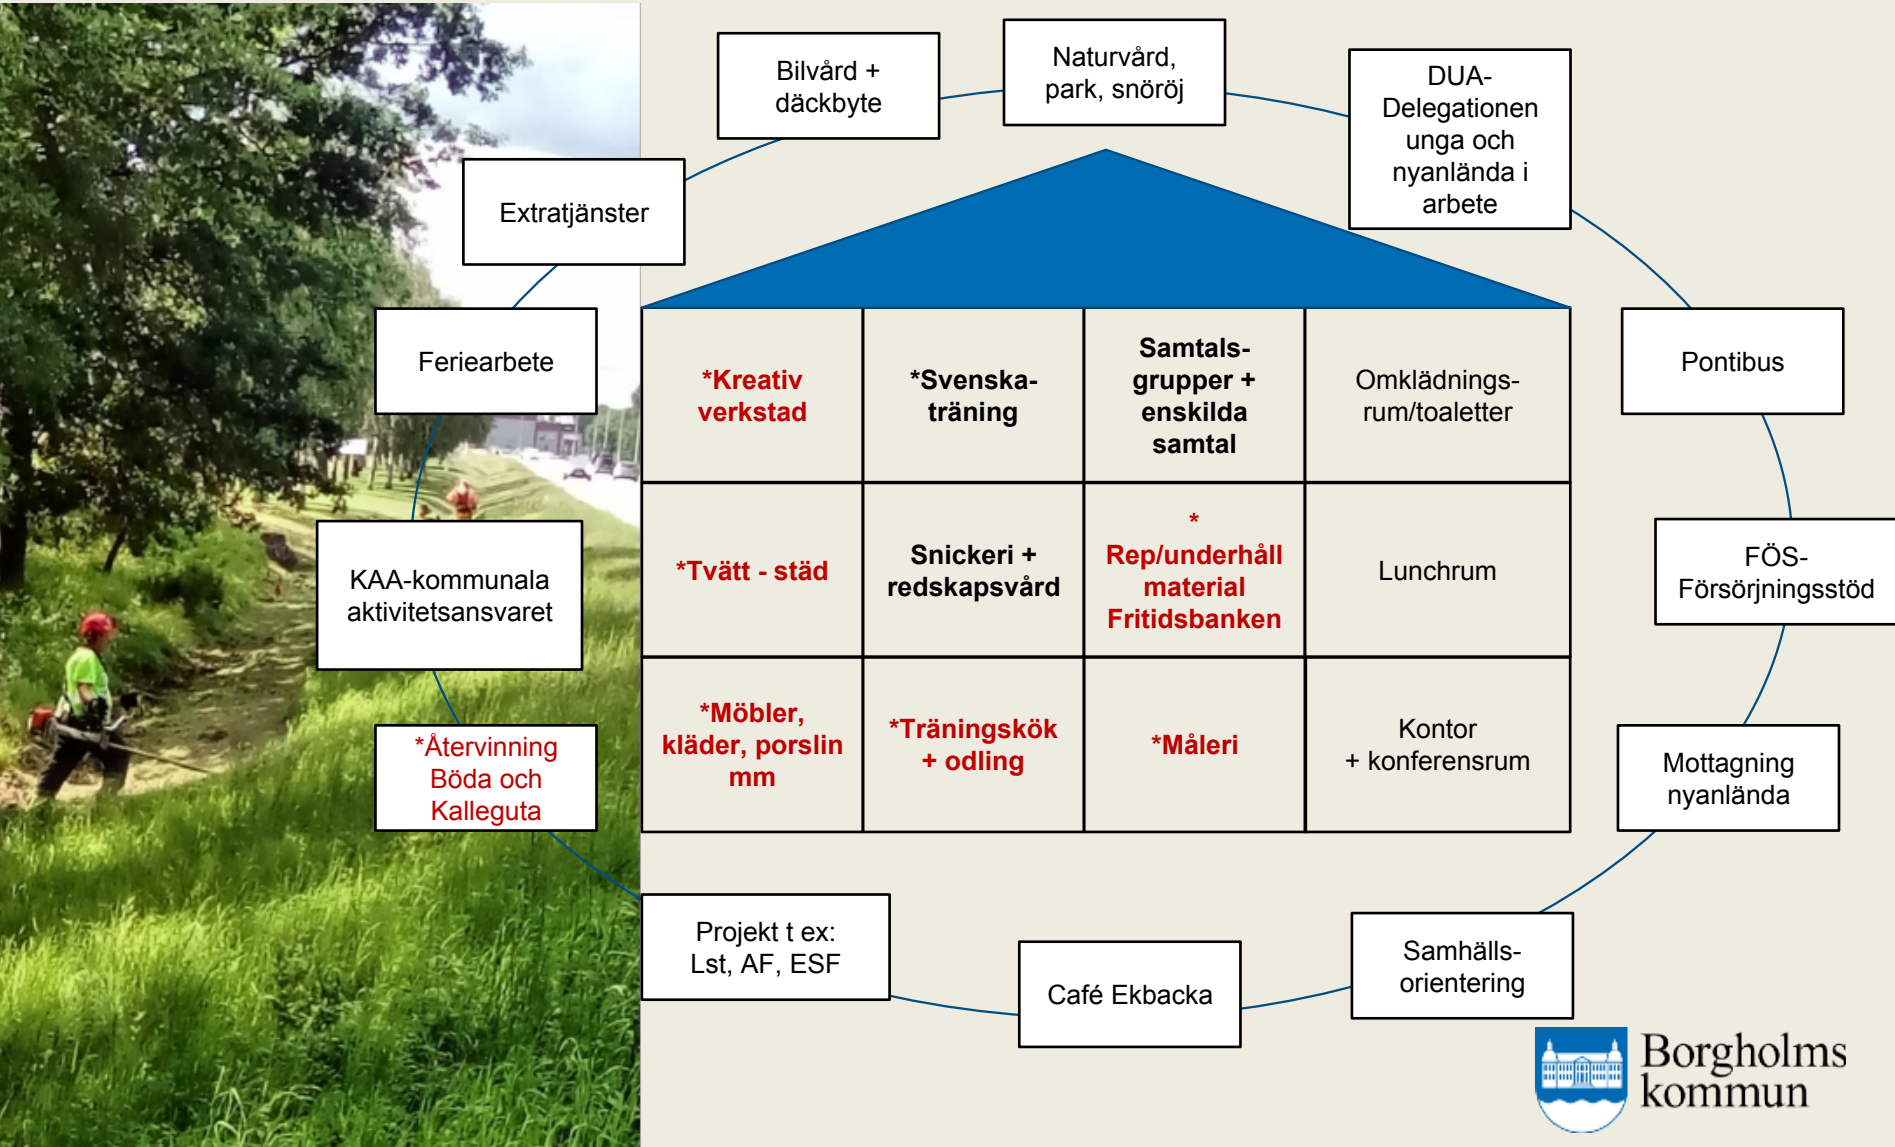 Bilvård +
däckbyte
Naturvård,
park, snöröj
DUA-
Delegationen
unga och
nyanlända i
arbete
Extratjänster
Feriearbete
Pontibus
*Kreativ
verkstad
*Svenska-
träning
Samtals-
grupper +
enskilda
samtal
Omklädnings-
rum/toaletter
KAA-kommunala
aktivitetsansvaret
*Tvätt - städ
Snickeri +
redskapsvård
*
Rep/underhåll
material
Fritidsbanken
Lunchrum
FÖS-
Försörjningsstöd
*Återvinning
Böda och
Kalleguta
*Möbler,
kläder, porslin
mm
*Träningskök
+ odling
*Måleri
Kontor
+ konferensrum
Mottagning
nyanlända
Projekt t ex:
Lst, AF, ESF
Café Ekbacka
Samhälls-
orientering
Borgholms
kommun